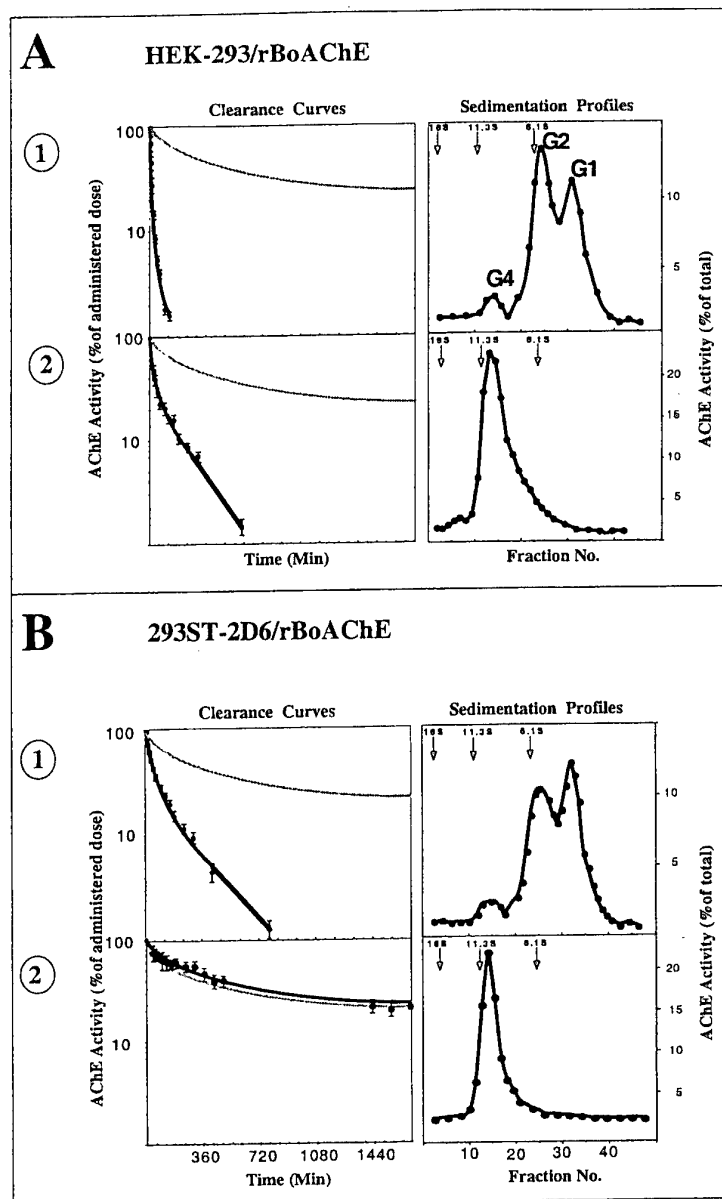 A HEK-293/rBoAChE
Clearance Curves
Sedimentation Profiles
1
AChE Activity (% of administered dose)
100
10
16S 11.3S 6.1S
G2
G1
G4
10
5
AChE Activity (% of total)
2
100
10
16S 11.3S 6.1S
20
15
10
5
Time (Min)
Fraction No.
B 293ST-2D6/rBoAChE
Clearance Curves
Sedimentation Profiles
1
AChE Activity (% of administered dose)
100
10
16S 11.3S 6.1S
10
5
AChE Activity (% of total)
2
100
10
16S 11.3S 6.1S
20
15
10
5
360 720 1080 1440
10 20 30 40
Time (Min)
Fraction No.